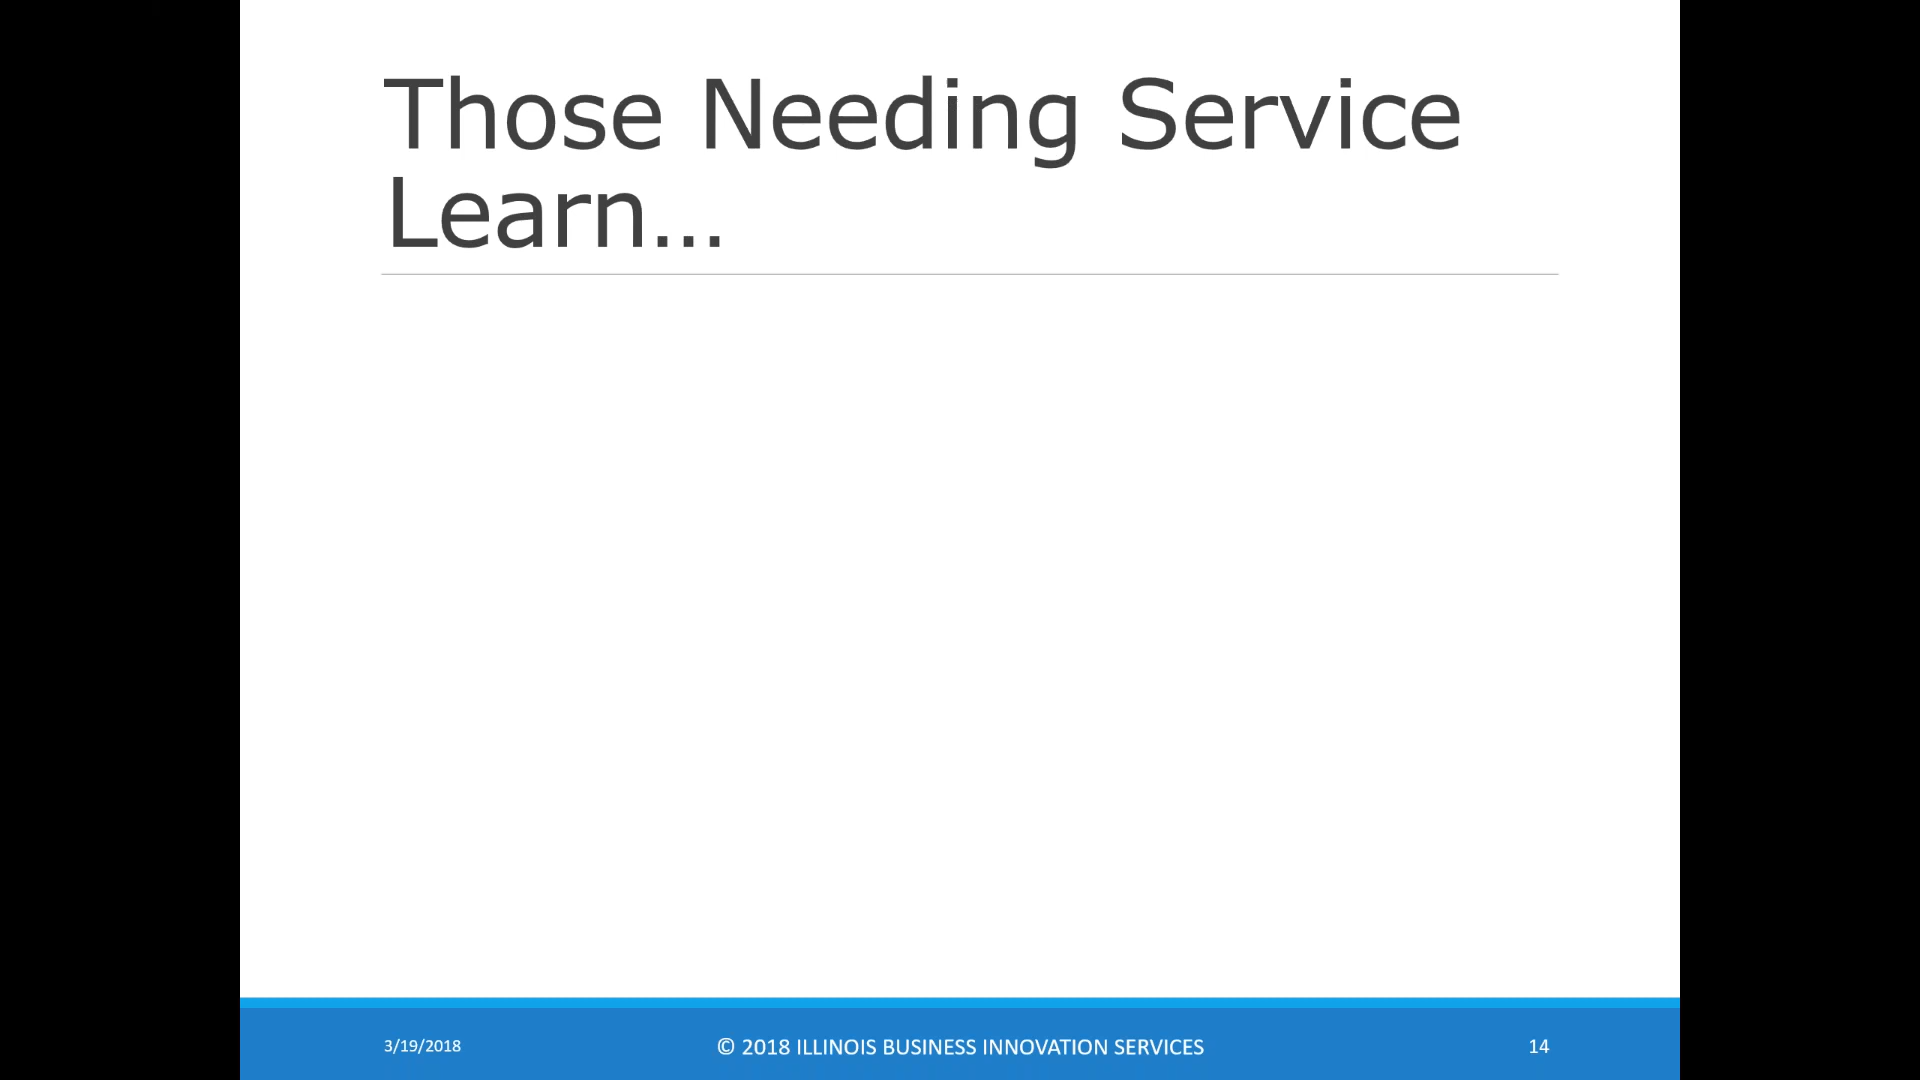 Those Needing Service
Learn…
3/19/2018
© 2018 ILLINOIS BUSINESS INNOVATION SERVICES
14